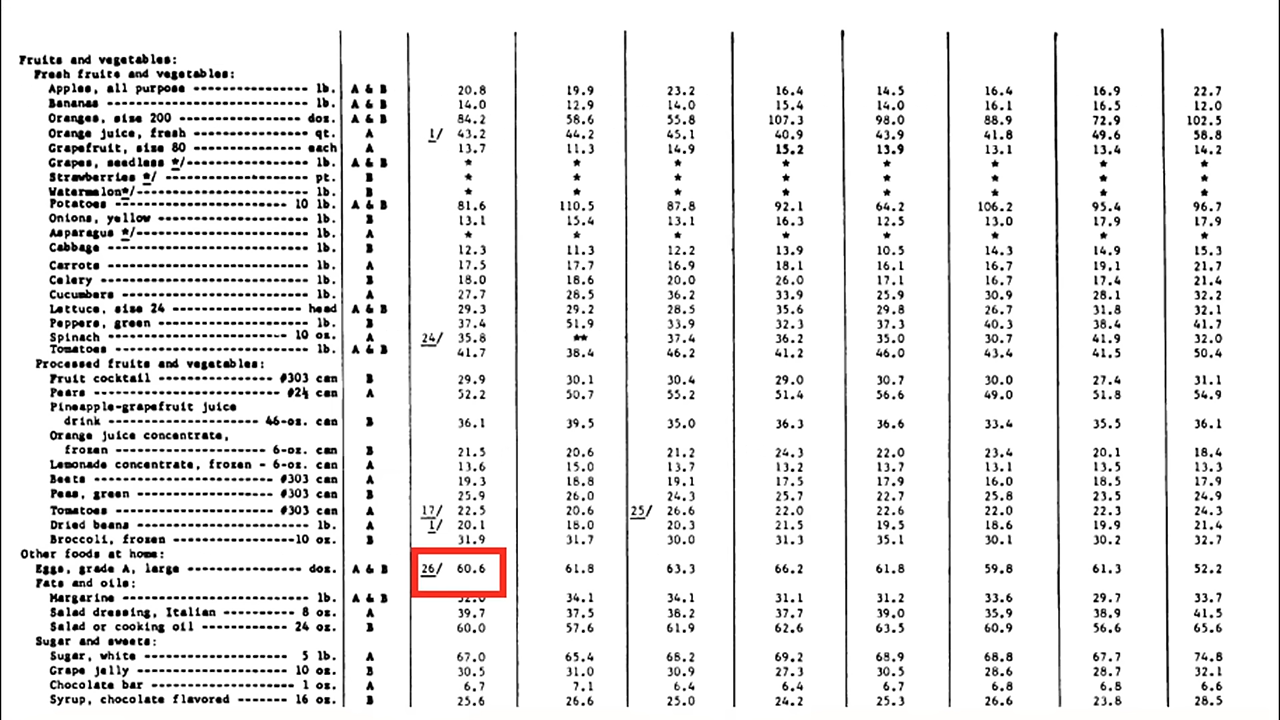 Fruits and vegetables:
Fresh fruits and vegetables:
Apples, all purpose ---------------- lb. A & B 20.8 19.9 23.2 16.4 14.5 16.4 16.9 22.7
Bananas ---------------------------- lb. A & B 14.0 12.9 14.0 15.4 14.0 16.1 16.5 12.0
Oranges, size 200 ------------------ doz. A & B 84.2 58.6 55.8 107.3 98.0 88.9 72.9 102.5
Orange juice, fresh ---------------- qt. A 1/ 43.2 44.2 45.1 40.9 43.9 41.8 49.6 58.8
Grapefruit, size 80 ---------------- each A 13.7 11.3 14.9 15.2 13.9 13.1 13.4 14.2
Grapes, seedless */----------------- lb. A & B * * * * * * * *
Strawberries */ -------------------- pt. B * * * * * * * *
Watermelon*/------------------------ lb. B * * * * * * * *
Potatoes ------------------------ 10 lb. A & B 81.6 110.5 87.8 92.1 64.2 106.2 95.4 96.7
Onions, yellow --------------------- lb. B 13.1 15.4 13.1 16.3 12.5 13.0 17.9 17.9
Asparagus */------------------------ lb. A * * * * * * * *
Cabbage ---------------------------- lb. B 12.3 11.3 12.2 13.9 10.5 14.3 14.9 15.3
Carrots ---------------------------- lb. A 17.5 17.7 16.9 18.1 16.1 16.7 19.1 21.7
Celery ----------------------------- lb. B 18.0 18.6 20.0 26.0 17.1 16.7 17.4 21.4
Cucumbers -------------------------- lb. A 27.7 28.5 36.2 33.9 25.9 30.9 28.1 32.2
Lettuce, size 24 ------------------- head A & B 29.3 29.2 28.5 35.6 29.8 26.7 31.8 32.1
Peppers, green --------------------- lb. B 37.4 51.9 33.9 32.3 37.3 40.3 38.4 41.7
Spinach ------------------------- 10 oz. A 24/ 35.8 ** 37.4 36.2 35.0 30.7 41.9 32.0
Tomatoes --------------------------- lb. A & B 41.7 38.4 46.2 41.2 46.0 43.4 41.5 50.4
Processed fruits and vegetables:
Fruit cocktail ---------------- #303 can B 29.9 30.1 30.4 29.0 30.7 30.0 27.4 31.1
Pears ------------------------- #2½ can A 52.2 50.7 55.2 51.4 56.6 49.0 51.8 54.9
Pineapple-grapefruit juice
drink --------------------- 46-oz. can B 36.1 39.5 35.0 36.3 36.6 33.4 35.5 36.1
Orange juice concentrate,
frozen --------------------- 6-oz. can B 21.5 20.6 21.2 24.3 22.0 23.4 20.1 18.4
Lemonade concentrate, frozen - 6-oz. can A 13.6 15.0 13.7 13.2 13.7 13.1 13.5 13.3
Beets ------------------------- #303 can A 19.3 18.8 19.1 17.5 17.9 16.0 18.5 17.9
Peas, green ------------------- #303 can B 25.9 26.0 24.3 25.7 22.7 25.8 23.5 24.9
Tomatoes ---------------------- #303 can A 17/ 22.5 20.6 25/ 26.6 22.0 22.6 22.0 22.3 24.3
Dried beans ------------------------ lb. A 1/ 20.1 18.0 20.3 21.5 19.5 18.6 19.9 21.4
Broccoli, frozen -----------------10 oz. B 31.9 31.7 30.0 31.3 35.1 30.1 30.2 32.7
Other foods at home:
Eggs, grade A, large --------------- doz. A & B 26/ 60.6 61.8 63.3 66.2 61.8 59.8 61.3 52.2
Fats and oils:
Margarine -------------------------- lb. A & B 34.1 34.1 31.1 31.2 33.6 29.7 33.7
Salad dressing, Italian ---------- 8 oz. A 39.7 37.5 38.2 37.7 39.0 35.9 38.9 41.5
Salad or cooking oil ------------ 24 oz. B 60.0 57.6 61.9 62.6 63.5 60.9 56.6 65.6
Sugar and sweets:
Sugar, white --------------------- 5 lb. A 67.0 65.4 68.2 69.2 68.9 68.8 67.7 74.8
Grape jelly --------------------- 10 oz. B 30.5 31.0 30.9 27.3 30.5 28.6 28.7 32.1
Chocolate bar -------------------- 1 oz. A 6.7 7.1 6.4 6.4 6.7 6.8 6.8 6.6
Syrup, chocolate flavored ------- 16 oz. B 25.6 26.6 25.0 24.2 25.3 26.6 23.8 28.5